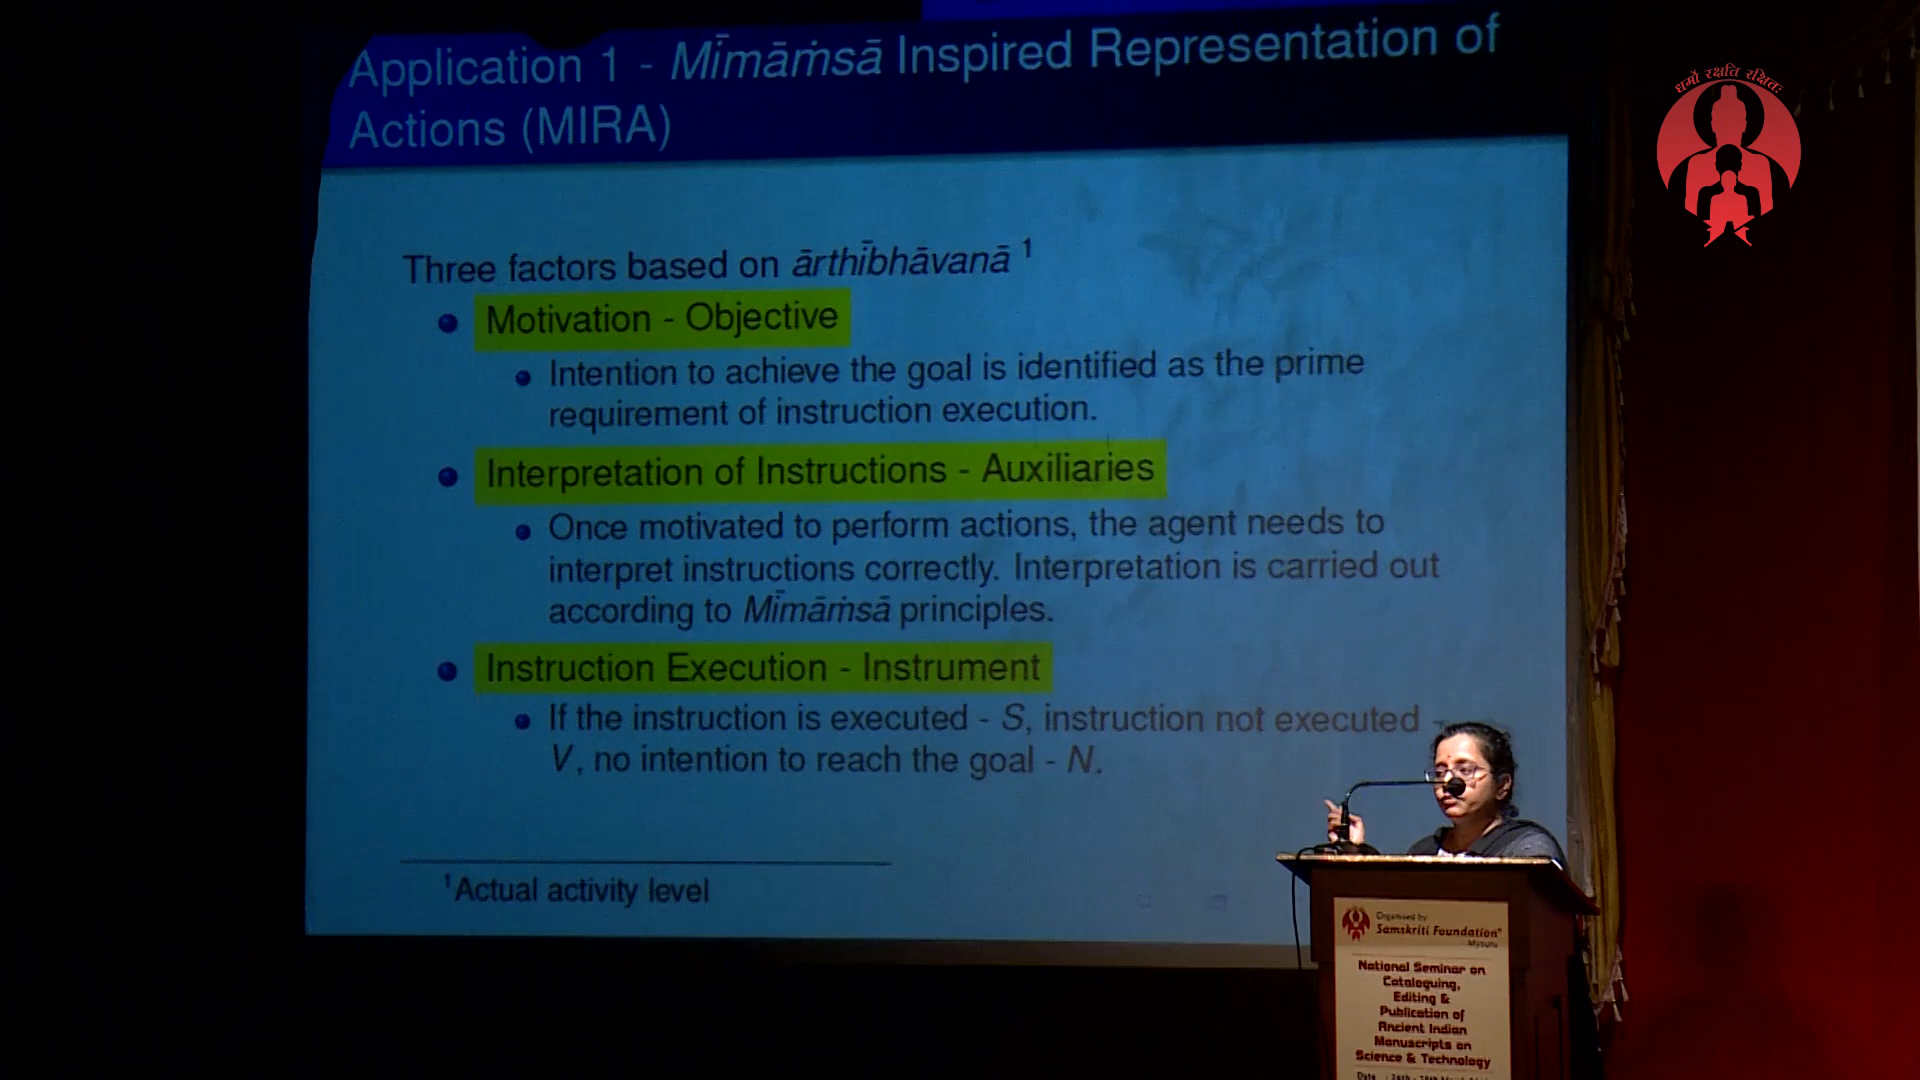 Application 1 - Mīmāṁsā Inspired Representation of
Actions (MIRA)
धर्मो रक्षति रक्षितः
Three factors based on ārthībhāvanā 1
Motivation - Objective
Intention to achieve the goal is identified as the prime
requirement of instruction execution.
Interpretation of Instructions - Auxiliaries
Once motivated to perform actions, the agent needs to
interpret instructions correctly. Interpretation is carried out
according to Mīmāṁsā principles.
Instruction Execution - Instrument
If the instruction is executed - S, instruction not executed -
V, no intention to reach the goal - N.
1 Actual activity level
Organised by
Samskriti Foundation®
Mysuru
National Seminar on
Cataloguing,
Editing &
Publication of
Ancient Indian
Manuscripts on
Science & Technology
Date :